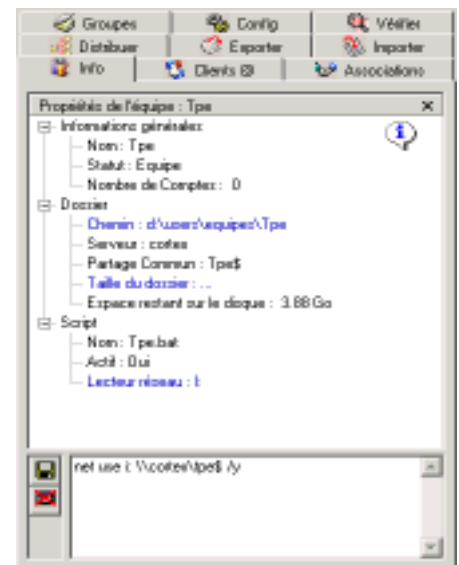 Groupes
Config
Vérifier
Distribuer
Exporter
Importer
Info
Clients
Associations
Propriétés de l'équipe : Tpe
Informations générales
Nom : Tpe
Statut : Equipe
Nombre de Comptes : 0
Dossier
Chemin : d:\users\equipes\Tpe
Serveur : cortex
Partage Commun : Tpe$
Taille du dossier : ...
Espace restant sur le disque : 3.88 Go
Script
Nom : Tpe.bat
Actif : Oui
Lecteur réseau : I:
net use i: \\cortex\tpe$ /y